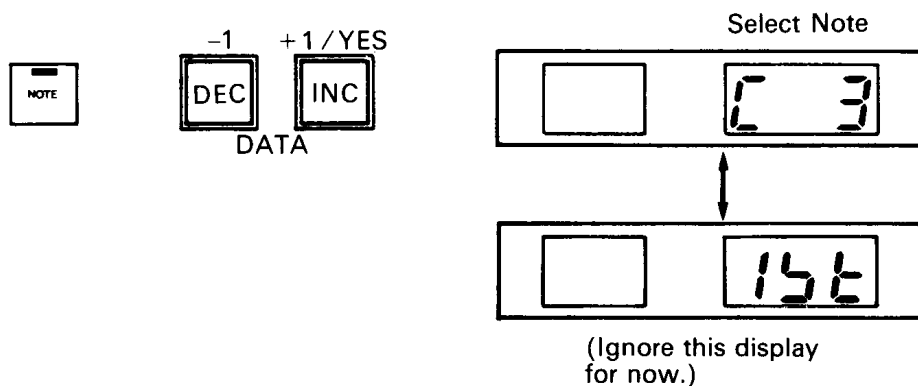 Select Note
-1 +1/YES
NOTE DEC INC C 3
DATA
1St
(Ignore this display
for now.)